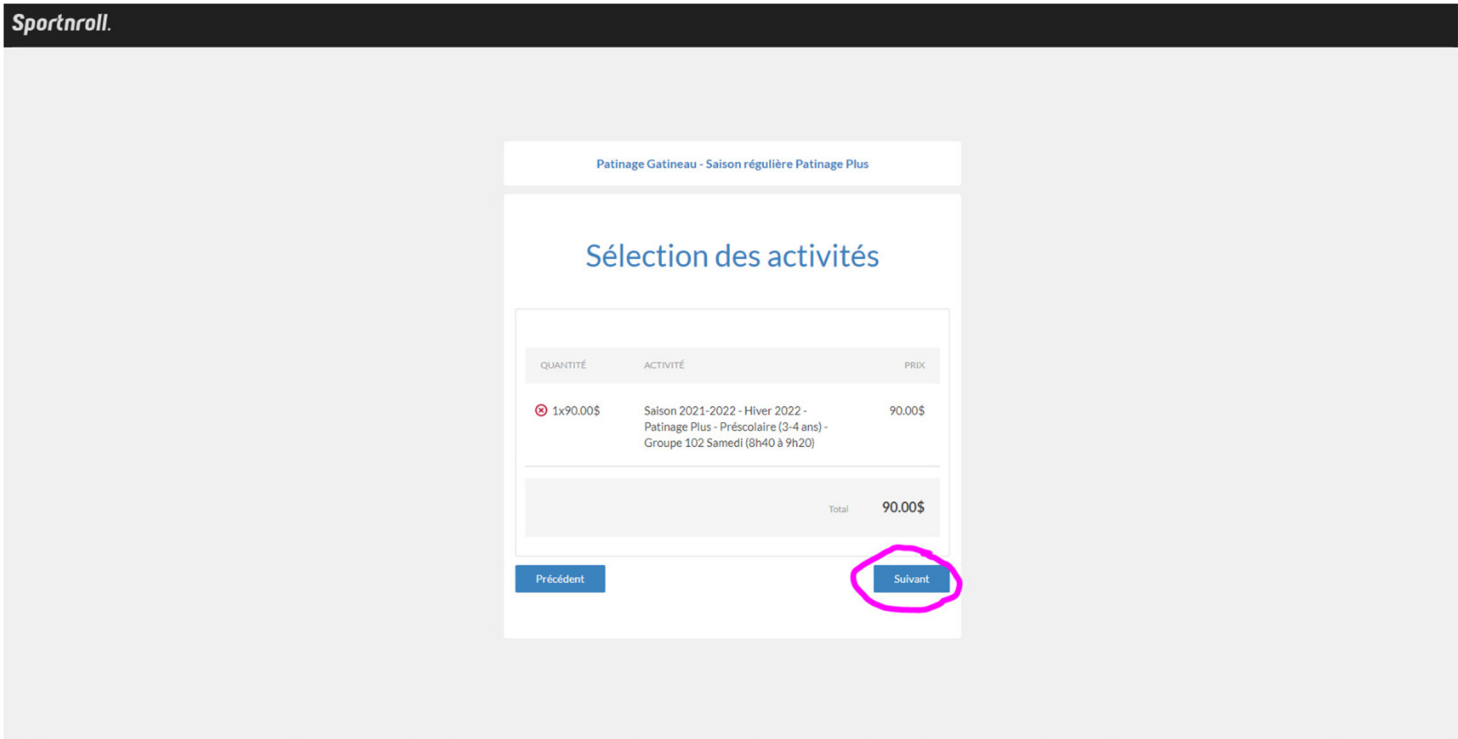 Sportnroll.
Patinage Gatineau - Saison régulière Patinage Plus
Sélection des activités
QUANTITÉ ACTIVITÉ PRIX
1x90.00$ Saison 2021-2022 - Hiver 2022 - 90.00$
Patinage Plus - Préscolaire (3-4 ans) -
Groupe 102 Samedi (8h40 à 9h20)
Total 90.00$
Précédent Suivant